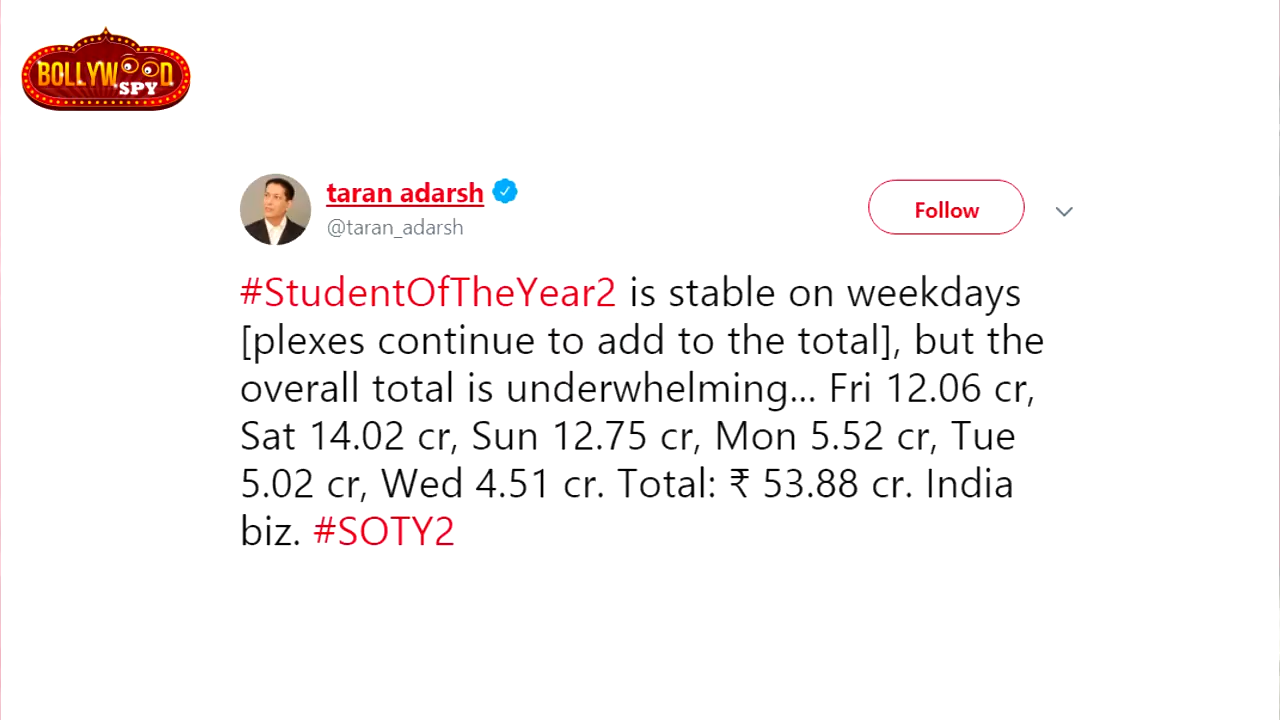 BOLLYWOOD
SPY
taran adarsh
@taran_adarsh
Follow
#StudentOfTheYear2 is stable on weekdays
[plexes continue to add to the total], but the
overall total is underwhelming... Fri 12.06 cr,
Sat 14.02 cr, Sun 12.75 cr, Mon 5.52 cr, Tue
5.02 cr, Wed 4.51 cr. Total: ₹ 53.88 cr. India
biz. #SOTY2